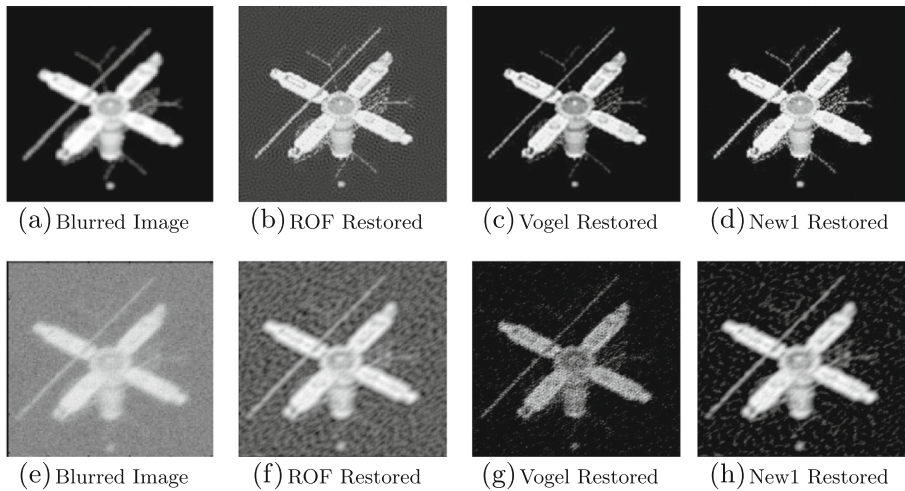 (a) Blurred Image
(b) ROF Restored
(c) Vogel Restored
(d) New1 Restored
(e) Blurred Image
(f) ROF Restored
(g) Vogel Restored
(h) New1 Restored